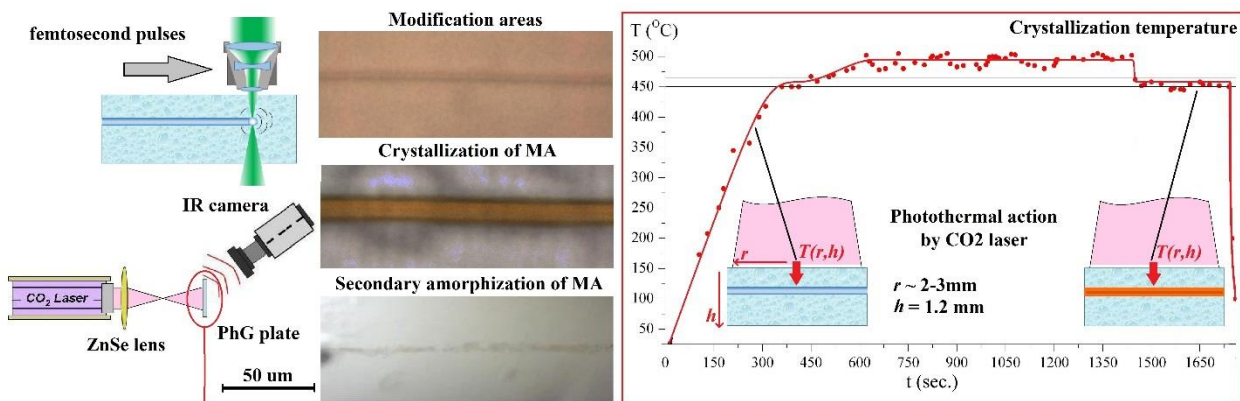 femtosecond pulses
IR camera
CO2 Laser
ZnSe lens
PhG plate
50 um
Modification areas
Crystallization of MA
Secondary amorphization of MA
T (°C)
Crystallization temperature
500
450
400
350
300
250
200
150
100
50
0
150
300
450
600
750
900
1050
1200
1350
1500
1650
t (sec.)
T(r,h)
r
h
Photothermal action
by CO2 laser
r ~ 2-3mm
h = 1.2 mm
T(r,h)